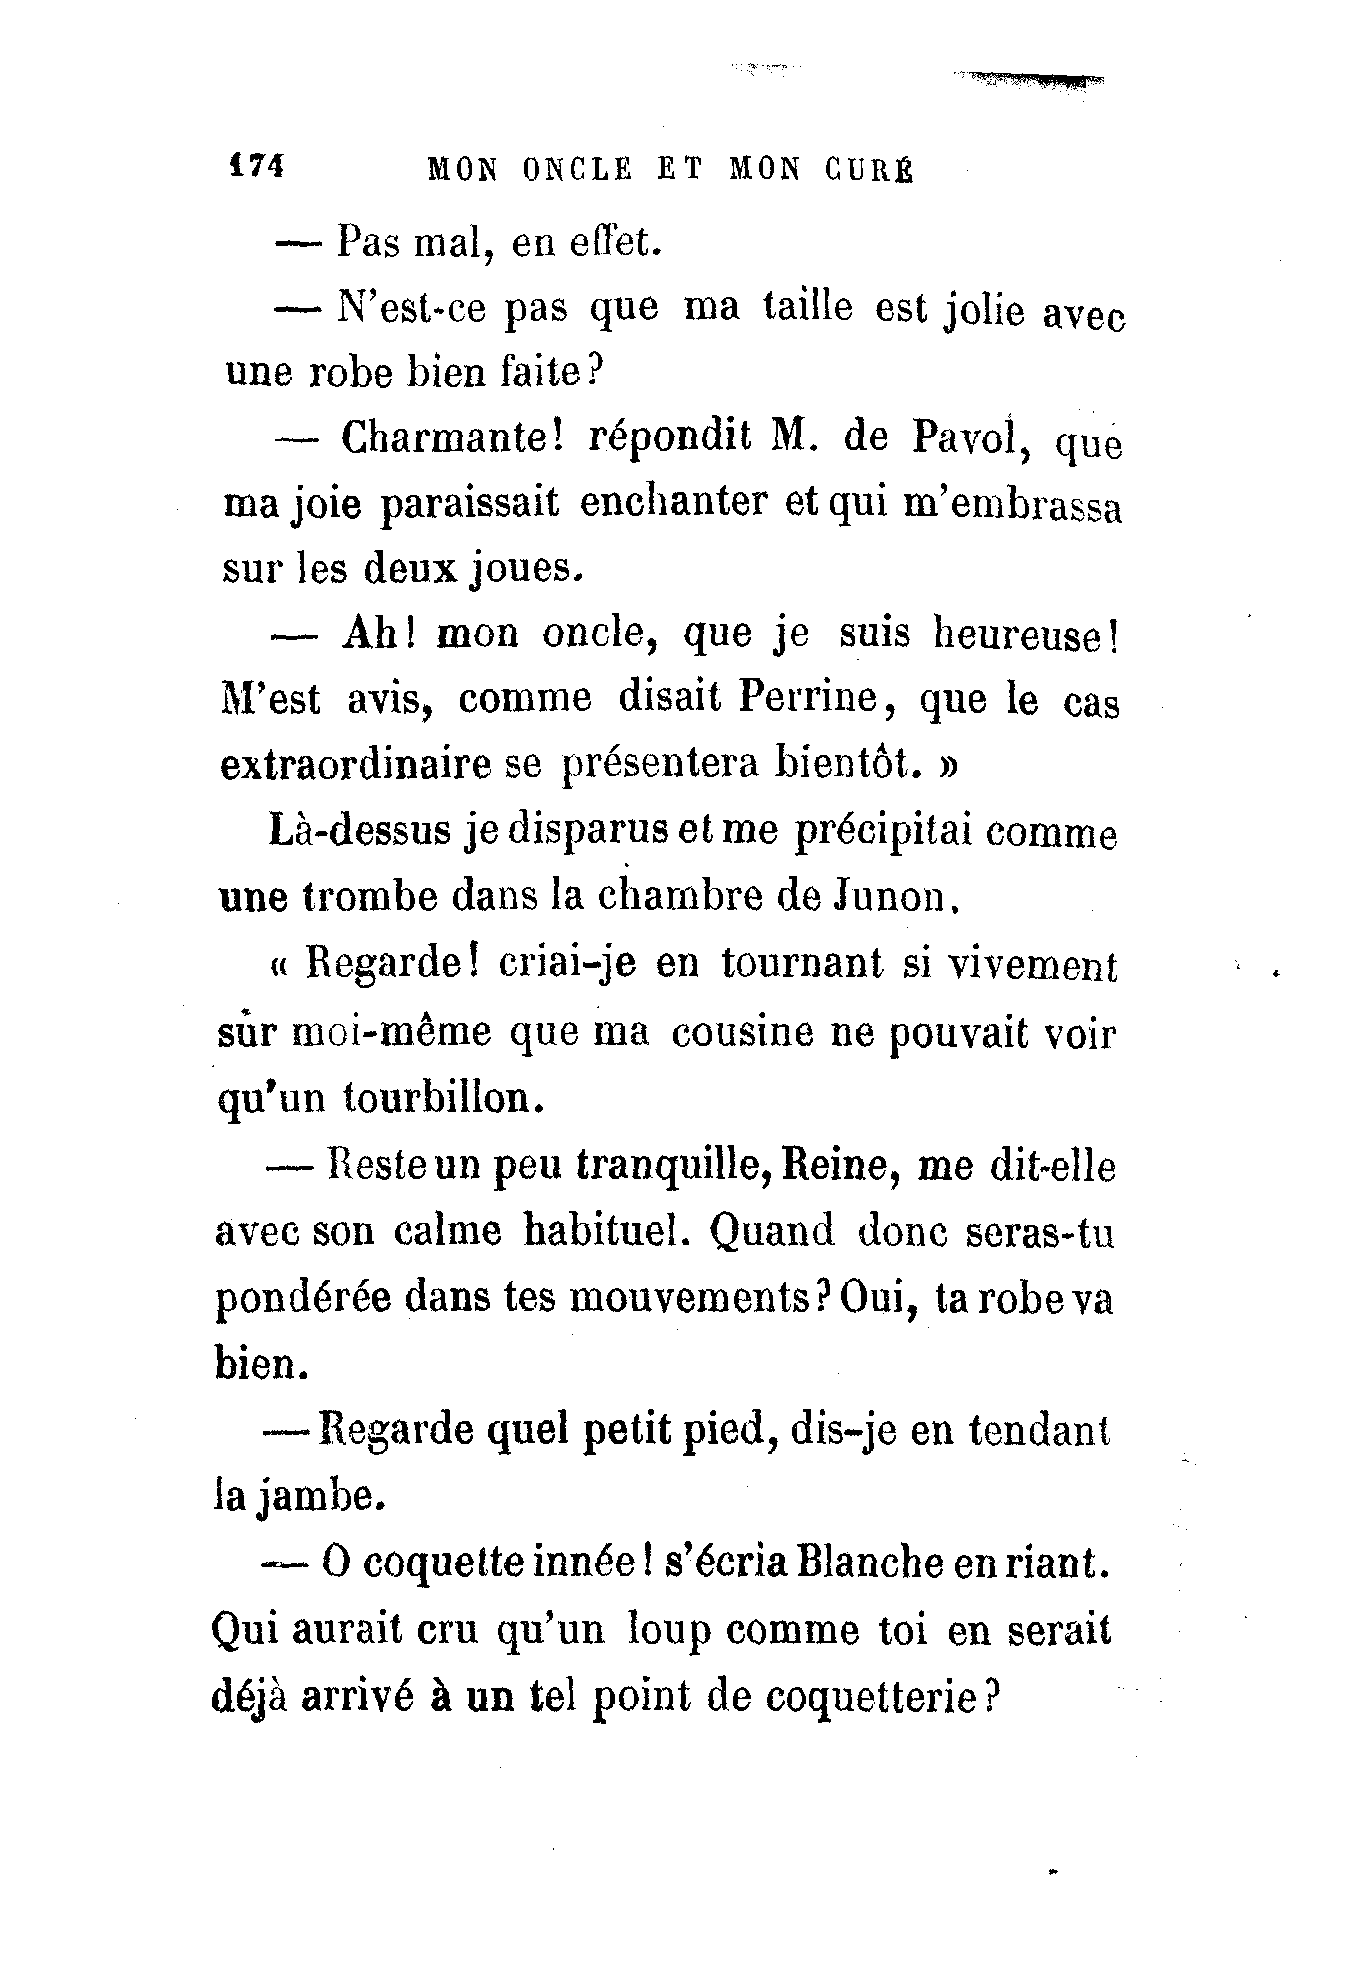 174 MON ONCLE ET MON CURÉ
— Pas mal, en effet.
— N'est-ce pas que ma taille est jolie avec
une robe bien faite?
— Charmante! répondit M. de Pavol, que
ma joie paraissait enchanter et qui m'embrassa
sur les deux joues.
— Ah! mon oncle, que je suis heureuse!
M'est avis, comme disait Perrine, que le cas
extraordinaire se présentera bientôt. »
Là-dessus je disparus et me précipitai comme
une trombe dans la chambre de Junon.
« Regarde! criai-je en tournant si vivement
sur moi-même que ma cousine ne pouvait voir
qu'un tourbillon.
— Reste un peu tranquille, Reine, me dit-elle
avec son calme habituel. Quand donc seras-tu
pondérée dans tes mouvements? Oui, ta robe va
bien.
— Regarde quel petit pied, dis-je en tendant
la jambe.
— O coquette innée! s'écria Blanche en riant.
Qui aurait cru qu'un loup comme toi en serait
déjà arrivé à un tel point de coquetterie?